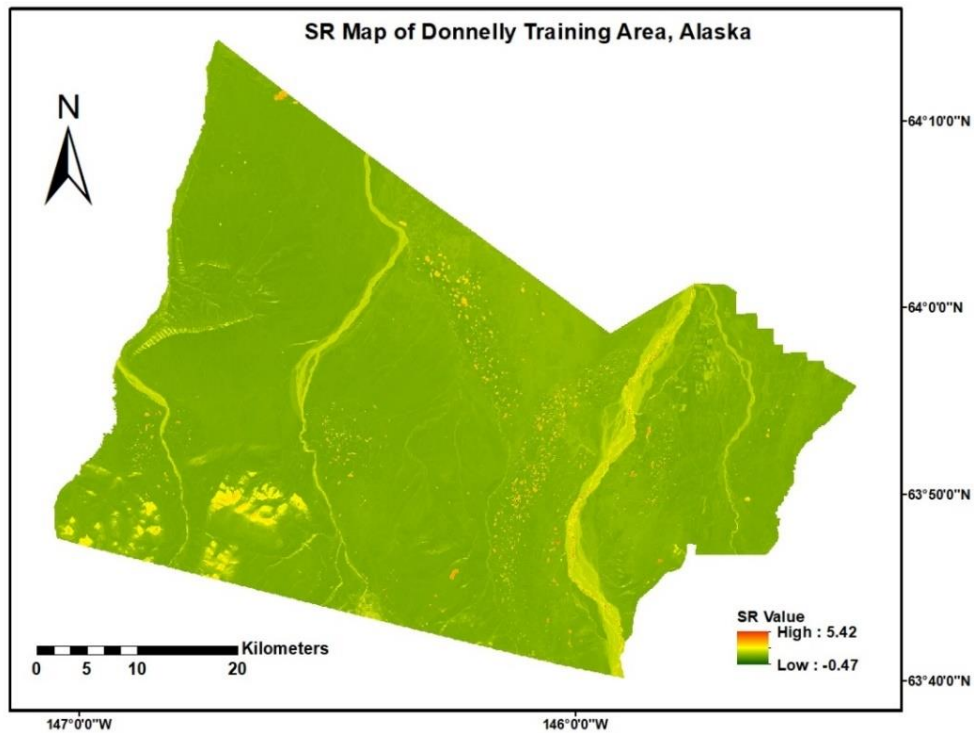 SR Map of Donnelly Training Area, Alaska
N
64°10'0"N
64°0'0"N
63°50'0"N
63°40'0"N
SR Value
High : 5.42
Low : -0.47
Kilometers
0 5 10 20
147°0'0"W 146°0'0"W